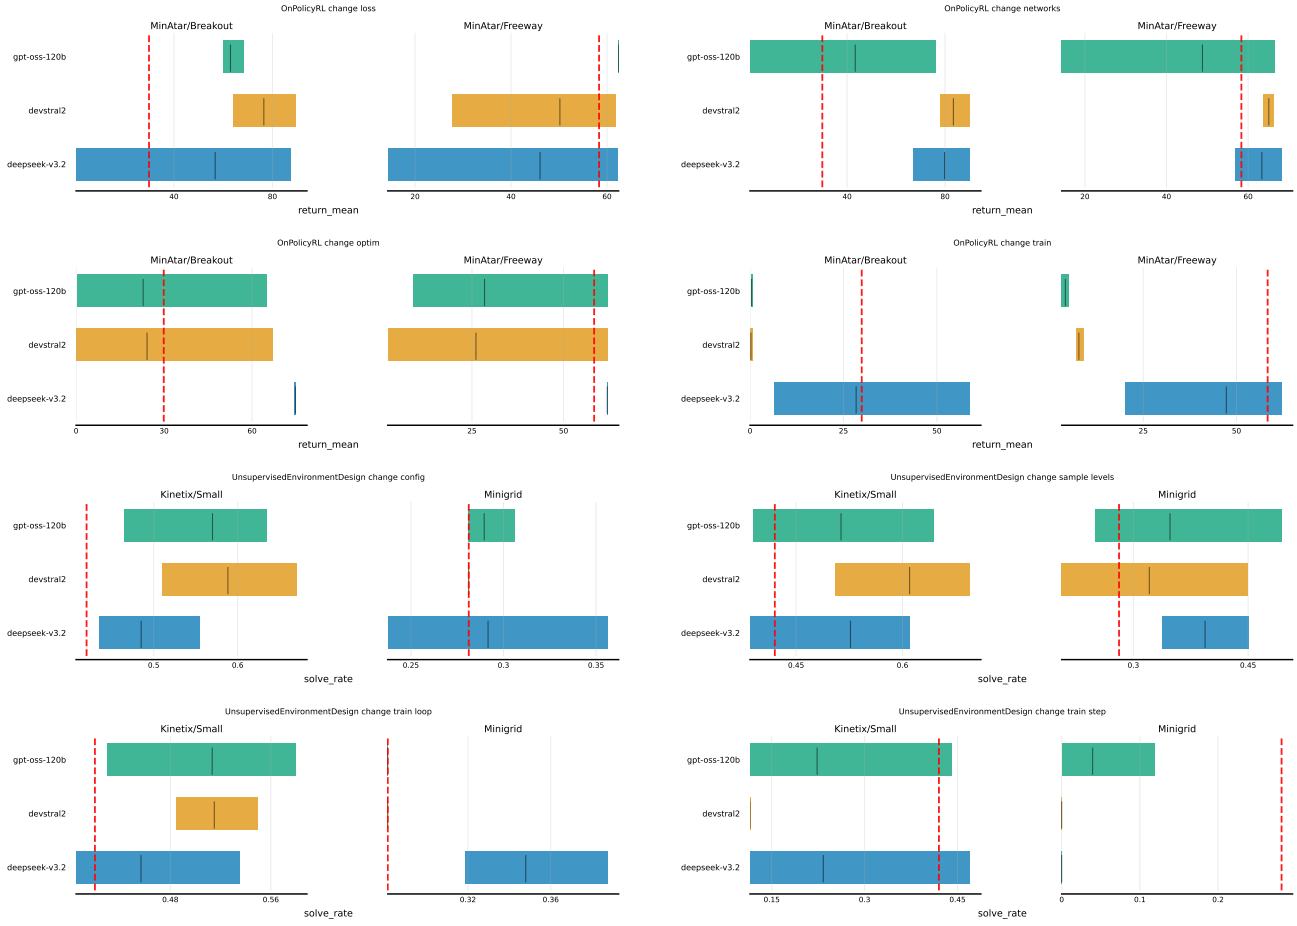 OnPolicyRL change loss
MinAtar/Breakout
MinAtar/Freeway
gpt-oss-120b
devstral2
deepseek-v3.2
40
80
40
60
return_mean
OnPolicyRL change networks
MinAtar/Breakout
MinAtar/Freeway
gpt-oss-120b
devstral2
deepseek-v3.2
40
80
40
60
return_mean
OnPolicyRL change optim
MinAtar/Breakout
MinAtar/Freeway
gpt-oss-120b
devstral2
deepseek-v3.2
0
30
60
25
50
return_mean
OnPolicyRL change train
MinAtar/Breakout
MinAtar/Freeway
gpt-oss-120b
devstral2
deepseek-v3.2
0
25
50
25
50
return_mean
UnsupervisedEnvironmentDesign change config
Kinetix/Small
Minigrid
gpt-oss-120b
devstral2
deepseek-v3.2
0.5
0.6
0.25
0.3
0.35
solve_rate
UnsupervisedEnvironmentDesign change sample levels
Kinetix/Small
Minigrid
gpt-oss-120b
devstral2
deepseek-v3.2
0.45
0.6
0.3
0.45
solve_rate
UnsupervisedEnvironmentDesign change train loop
Kinetix/Small
Minigrid
gpt-oss-120b
devstral2
deepseek-v3.2
0.48
0.56
0.32
0.36
solve_rate
UnsupervisedEnvironmentDesign change train step
Kinetix/Small
Minigrid
gpt-oss-120b
devstral2
deepseek-v3.2
0.15
0.3
0.45
0
0.1
0.2
solve_rate